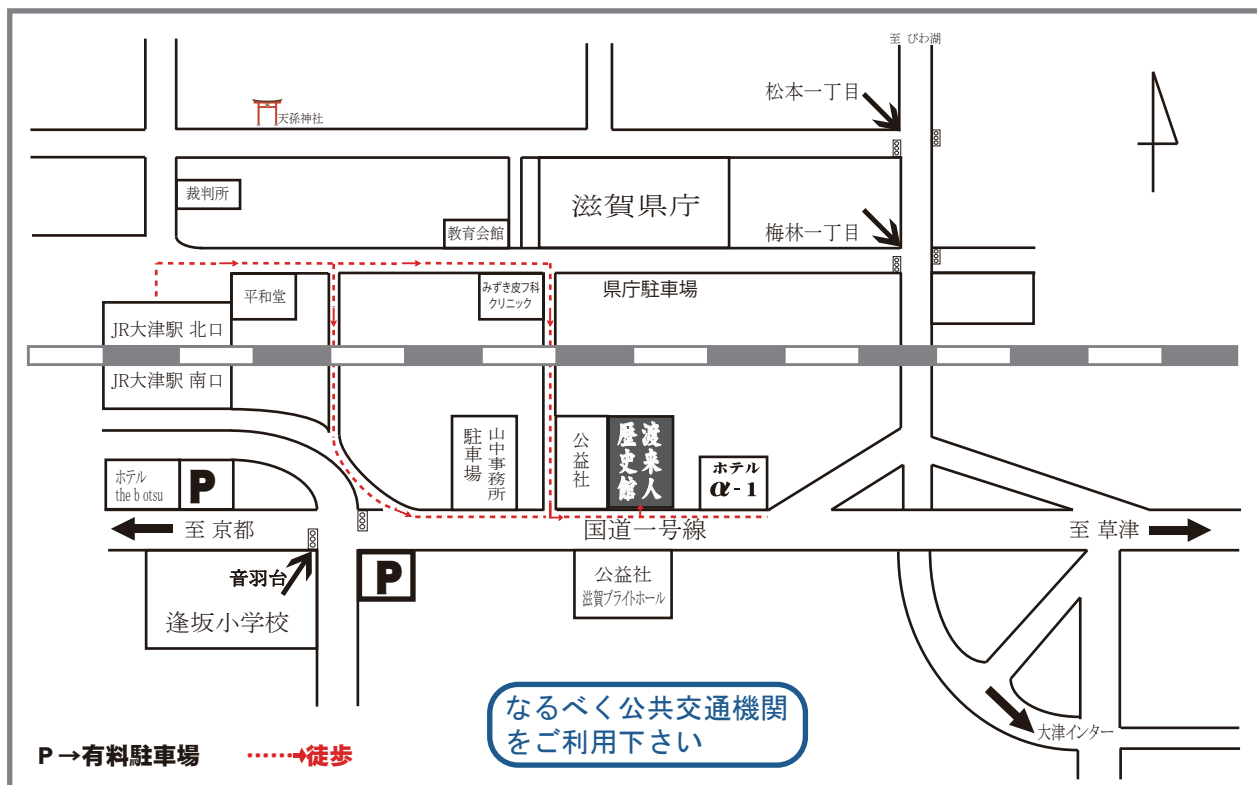 至 びわ湖
松本一丁目
天孫神社
裁判所
滋賀県庁
教育会館
梅林一丁目
平和堂
みずき皮フ科
クリニック
県庁駐車場
JR大津駅 北口
JR大津駅 南口
山中事務所
駐車場
公益社
渡来人
歴史館
ホテル
α-1
ホテル
the b otsu
P
至 京都
国道一号線
至 草津
音羽台
P
公益社
滋賀ブライトホール
逢坂小学校
なるべく公共交通機関
をご利用下さい
大津インター
P→有料駐車場
徒歩